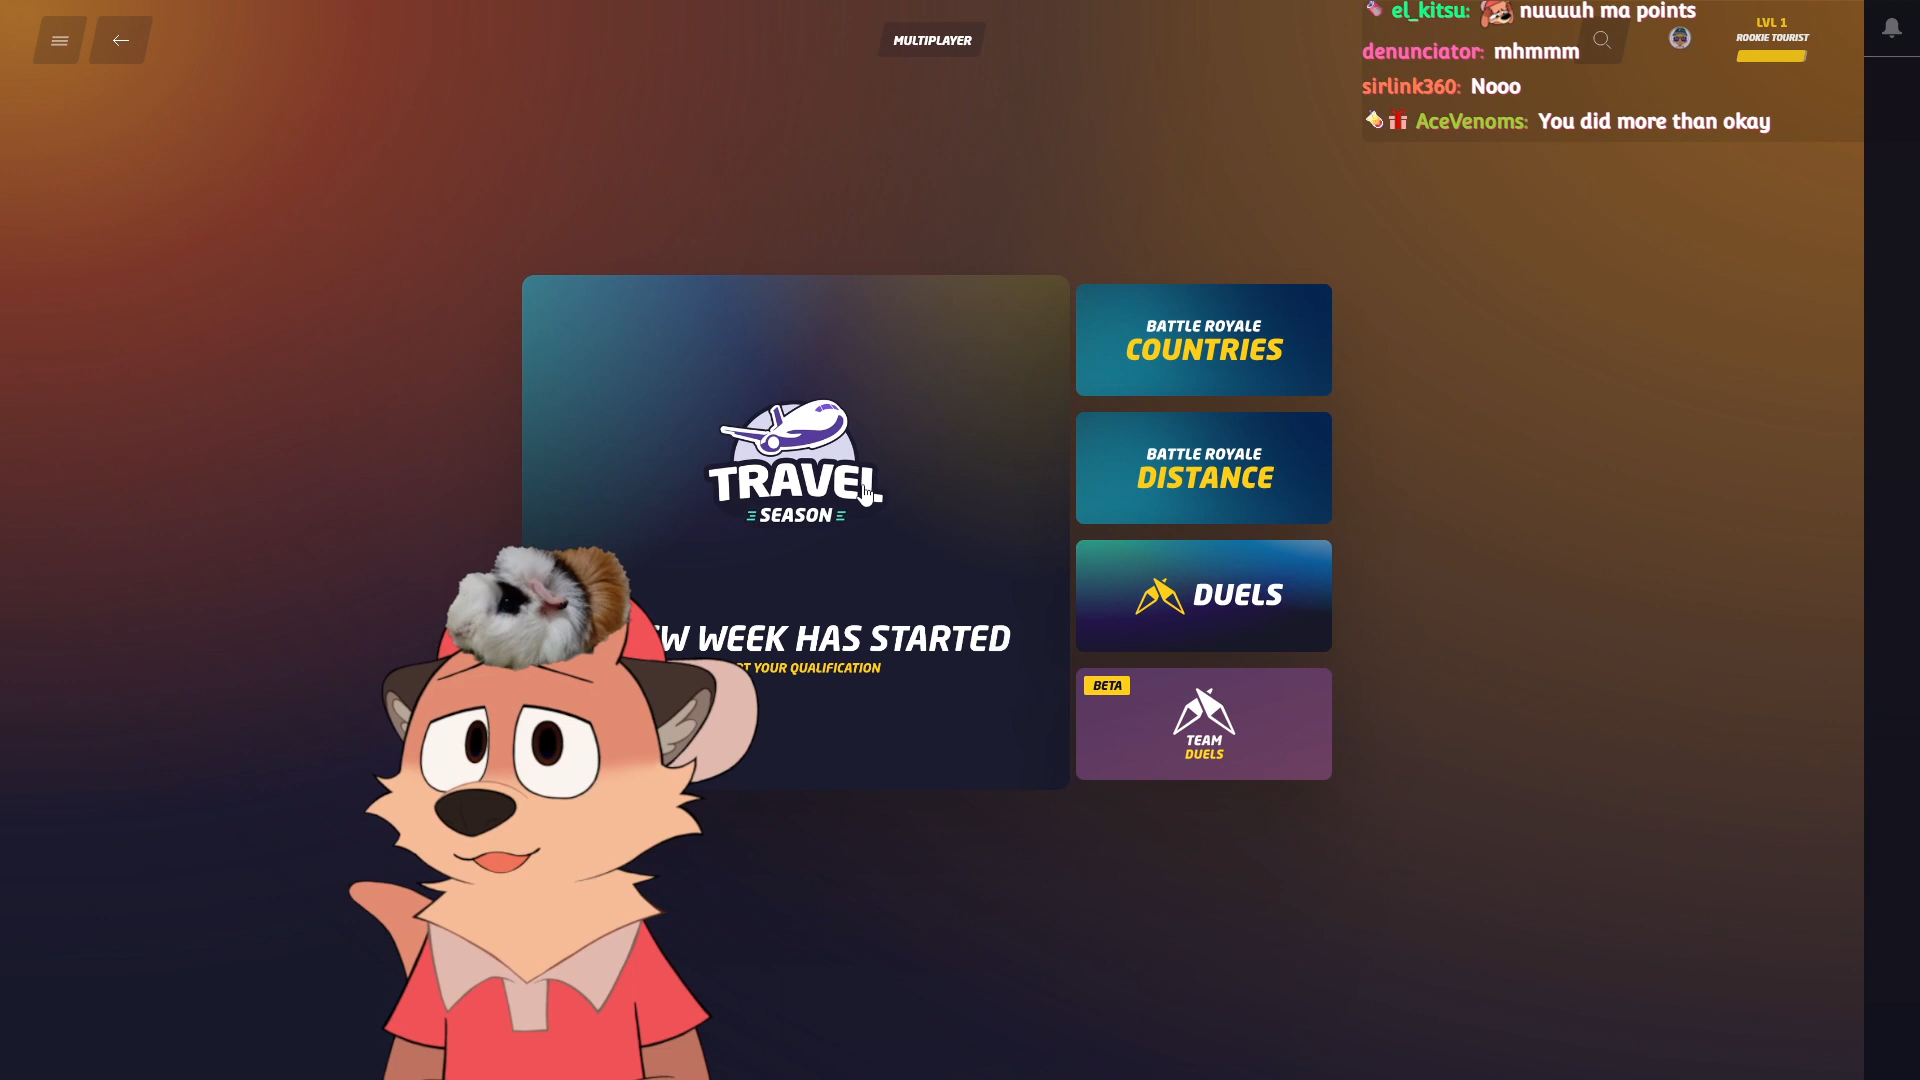 MULTIPLAYER
el_kitsu: nuuuuh ma points
denunciator: mhmmm
sirlink360: Nooo
AceVenoms: You did more than okay
LVL 1
ROOKIE TOURIST
TRAVEL
SEASON
WEEK HAS STARTED
YOUR QUALIFICATION
BATTLE ROYALE
COUNTRIES
BATTLE ROYALE
DISTANCE
DUELS
BETA
TEAM
DUELS